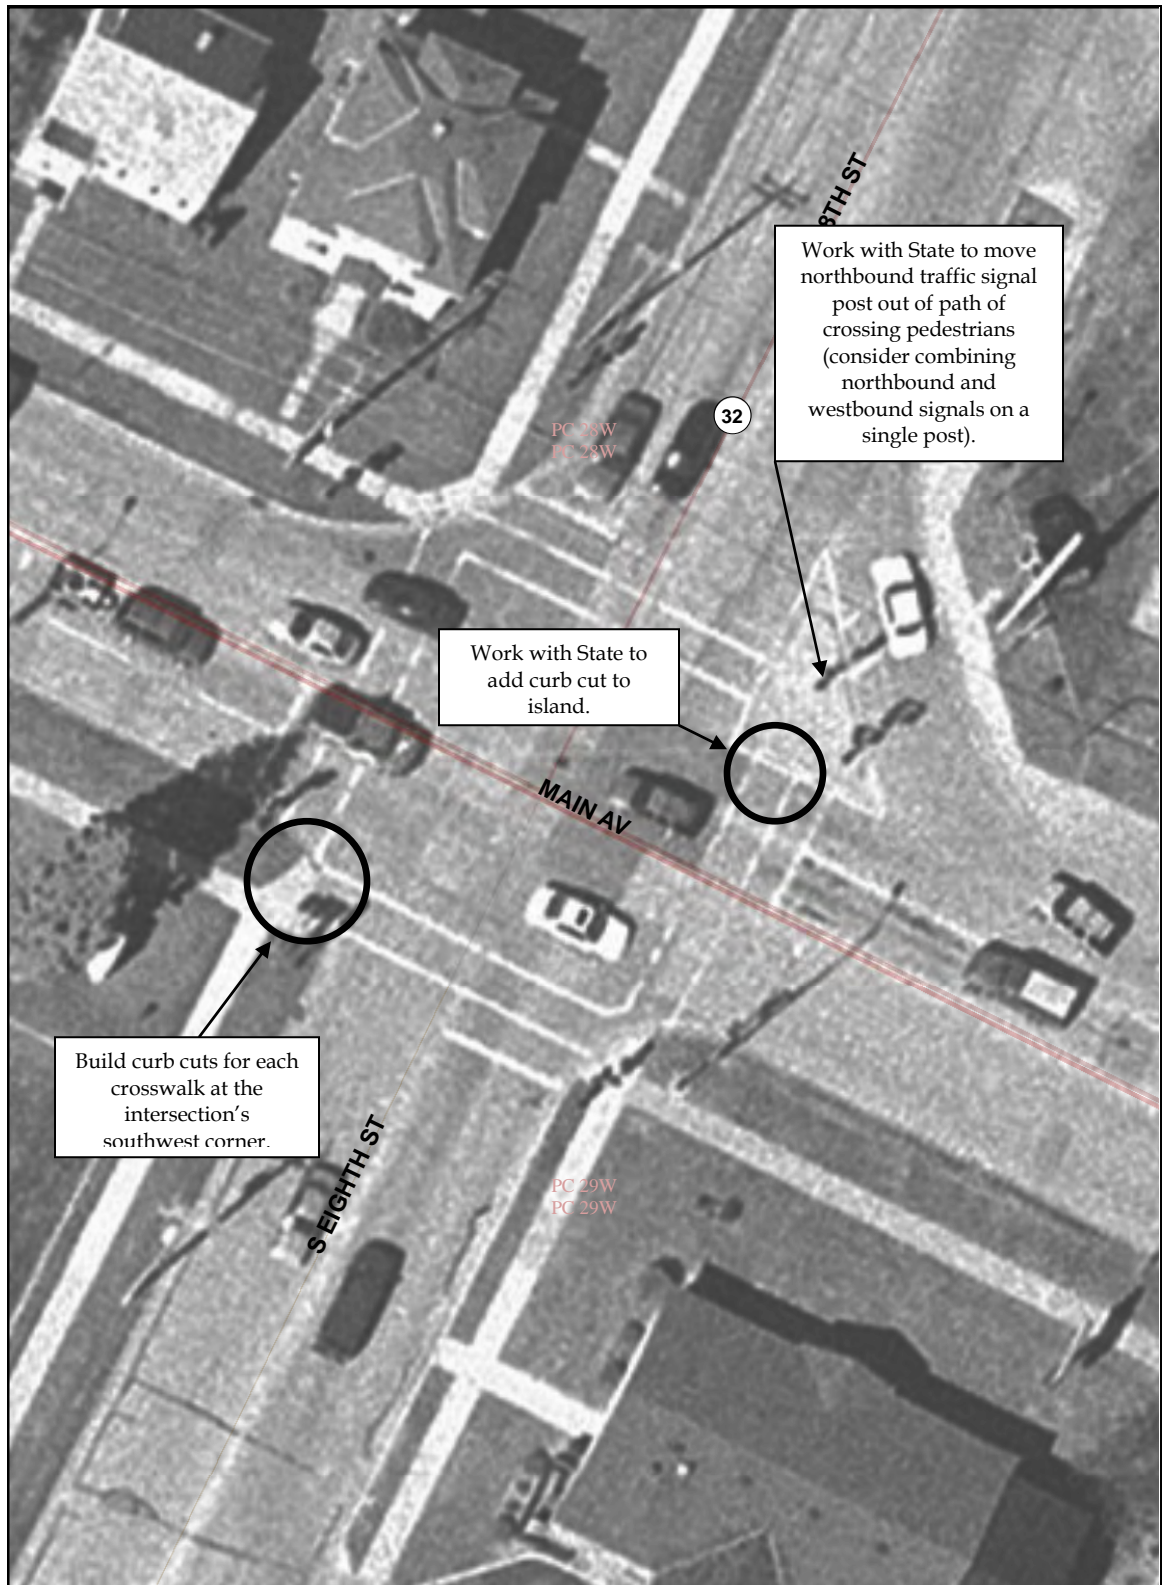 8TH ST
Work with State to move
northbound traffic signal
post out of path of
crossing pedestrians
(consider combining
northbound and
westbound signals on a
single post).
32
PC 28W
PC 28W
Work with State to
add curb cut to
island.
MAIN AV
Build curb cuts for each
crosswalk at the
intersection's
southwest corner.
S EIGHTH ST
PC 29W
PC 29W